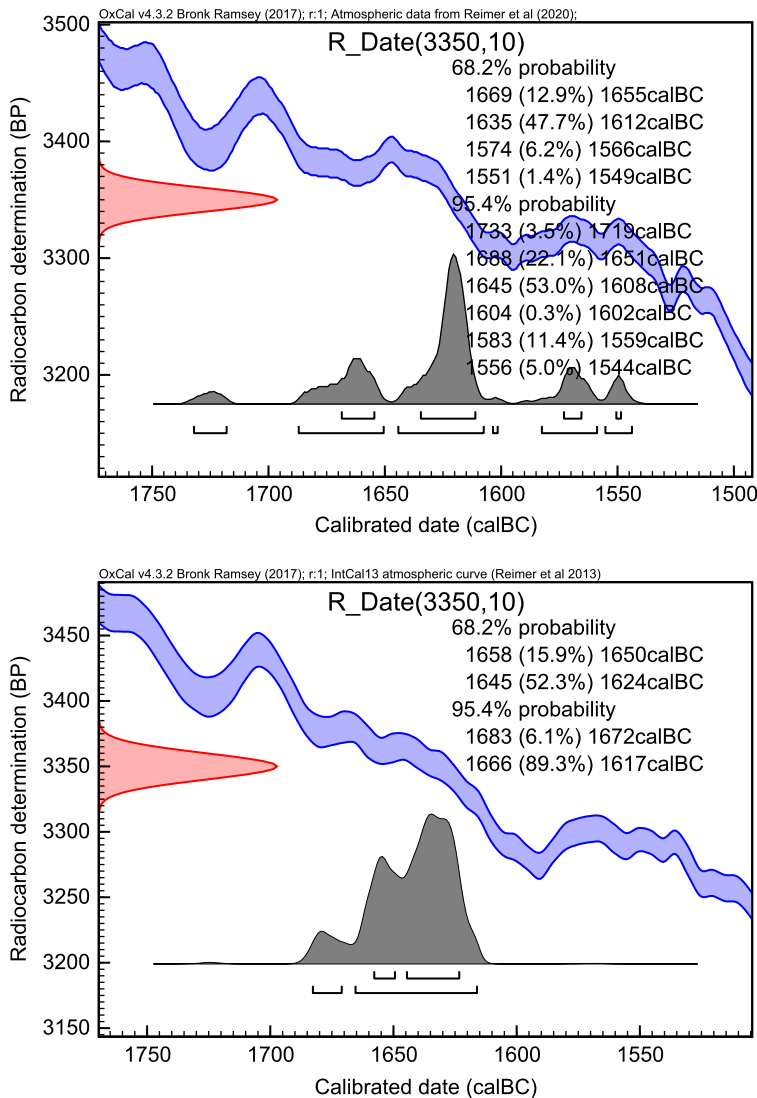 OxCal v4.3.2 Bronk Ramsey (2017); r:1; Atmospheric data from Reimer et al (2020);
R_Date(3350,10)
68.2% probability
1669 (12.9%) 1655calBC
1635 (47.7%) 1612calBC
1574 (6.2%) 1566calBC
1551 (1.4%) 1549calBC
95.4% probability
1733 (3.5%) 1719calBC
1688 (22.1%) 1651calBC
1645 (53.0%) 1608calBC
1604 (0.3%) 1602calBC
1583 (11.4%) 1559calBC
1556 (5.0%) 1544calBC
Radiocarbon determination (BP)
3500
3400
3300
3200
1750 1700 1650 1600 1550 1500
Calibrated date (calBC)
OxCal v4.3.2 Bronk Ramsey (2017); r:1; IntCal13 atmospheric curve (Reimer et al 2013)
R_Date(3350,10)
68.2% probability
1658 (15.9%) 1650calBC
1645 (52.3%) 1624calBC
95.4% probability
1683 (6.1%) 1672calBC
1666 (89.3%) 1617calBC
Radiocarbon determination (BP)
3450
3400
3350
3300
3250
3200
3150
1750 1700 1650 1600 1550
Calibrated date (calBC)